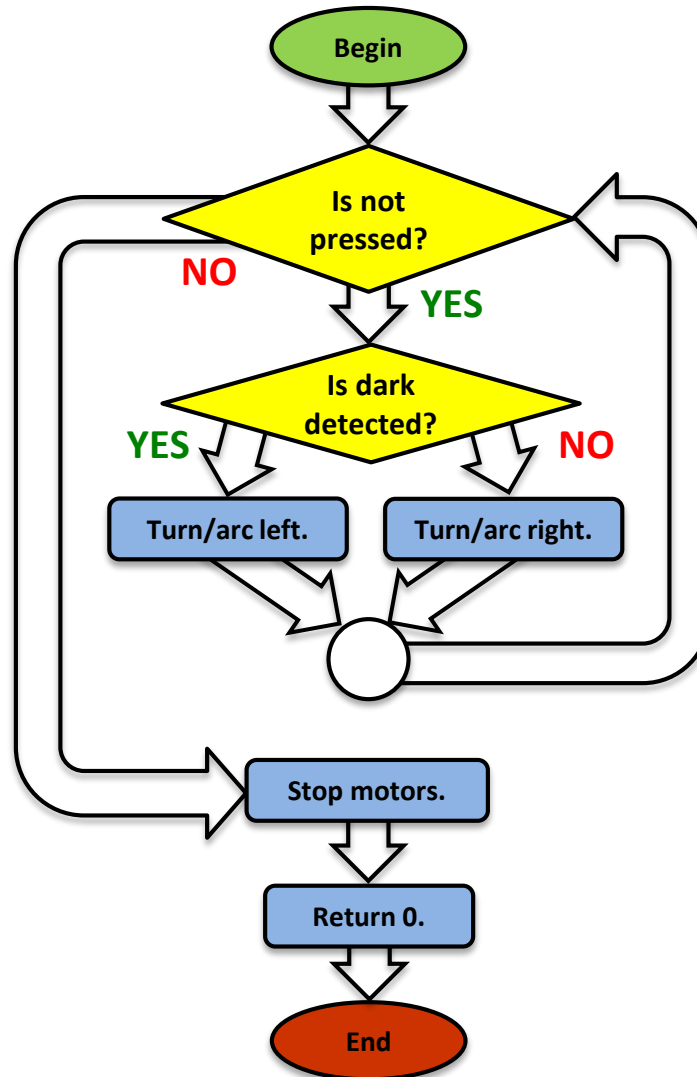 Begin
Is not
pressed?
NO
YES
Is dark
detected?
YES
NO
Turn/arc left.
Turn/arc right.
Stop motors.
Return 0.
End